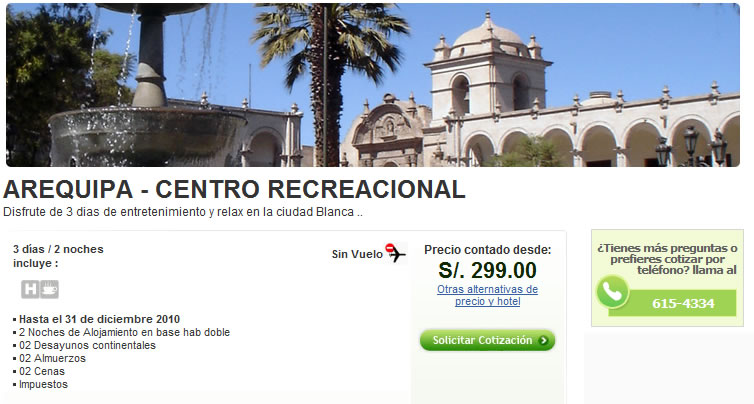 AREQUIPA - CENTRO RECREACIONAL
Disfrute de 3 dias de entretenimiento y relax en la ciudad Blanca ..
3 días / 2 noches
incluye :
H
▪ Hasta el 31 de diciembre 2010
▪ 2 Noches de Alojamiento en base hab doble
▪ 02 Desayunos continentales
▪ 02 Almuerzos
▪ 02 Cenas
▪ Impuestos
Sin Vuelo
Precio contado desde:
S/. 299.00
Otras alternativas de
precio y hotel
Solicitar Cotización
¿Tienes más preguntas o
prefieres cotizar por
teléfono? llama al
615-4334